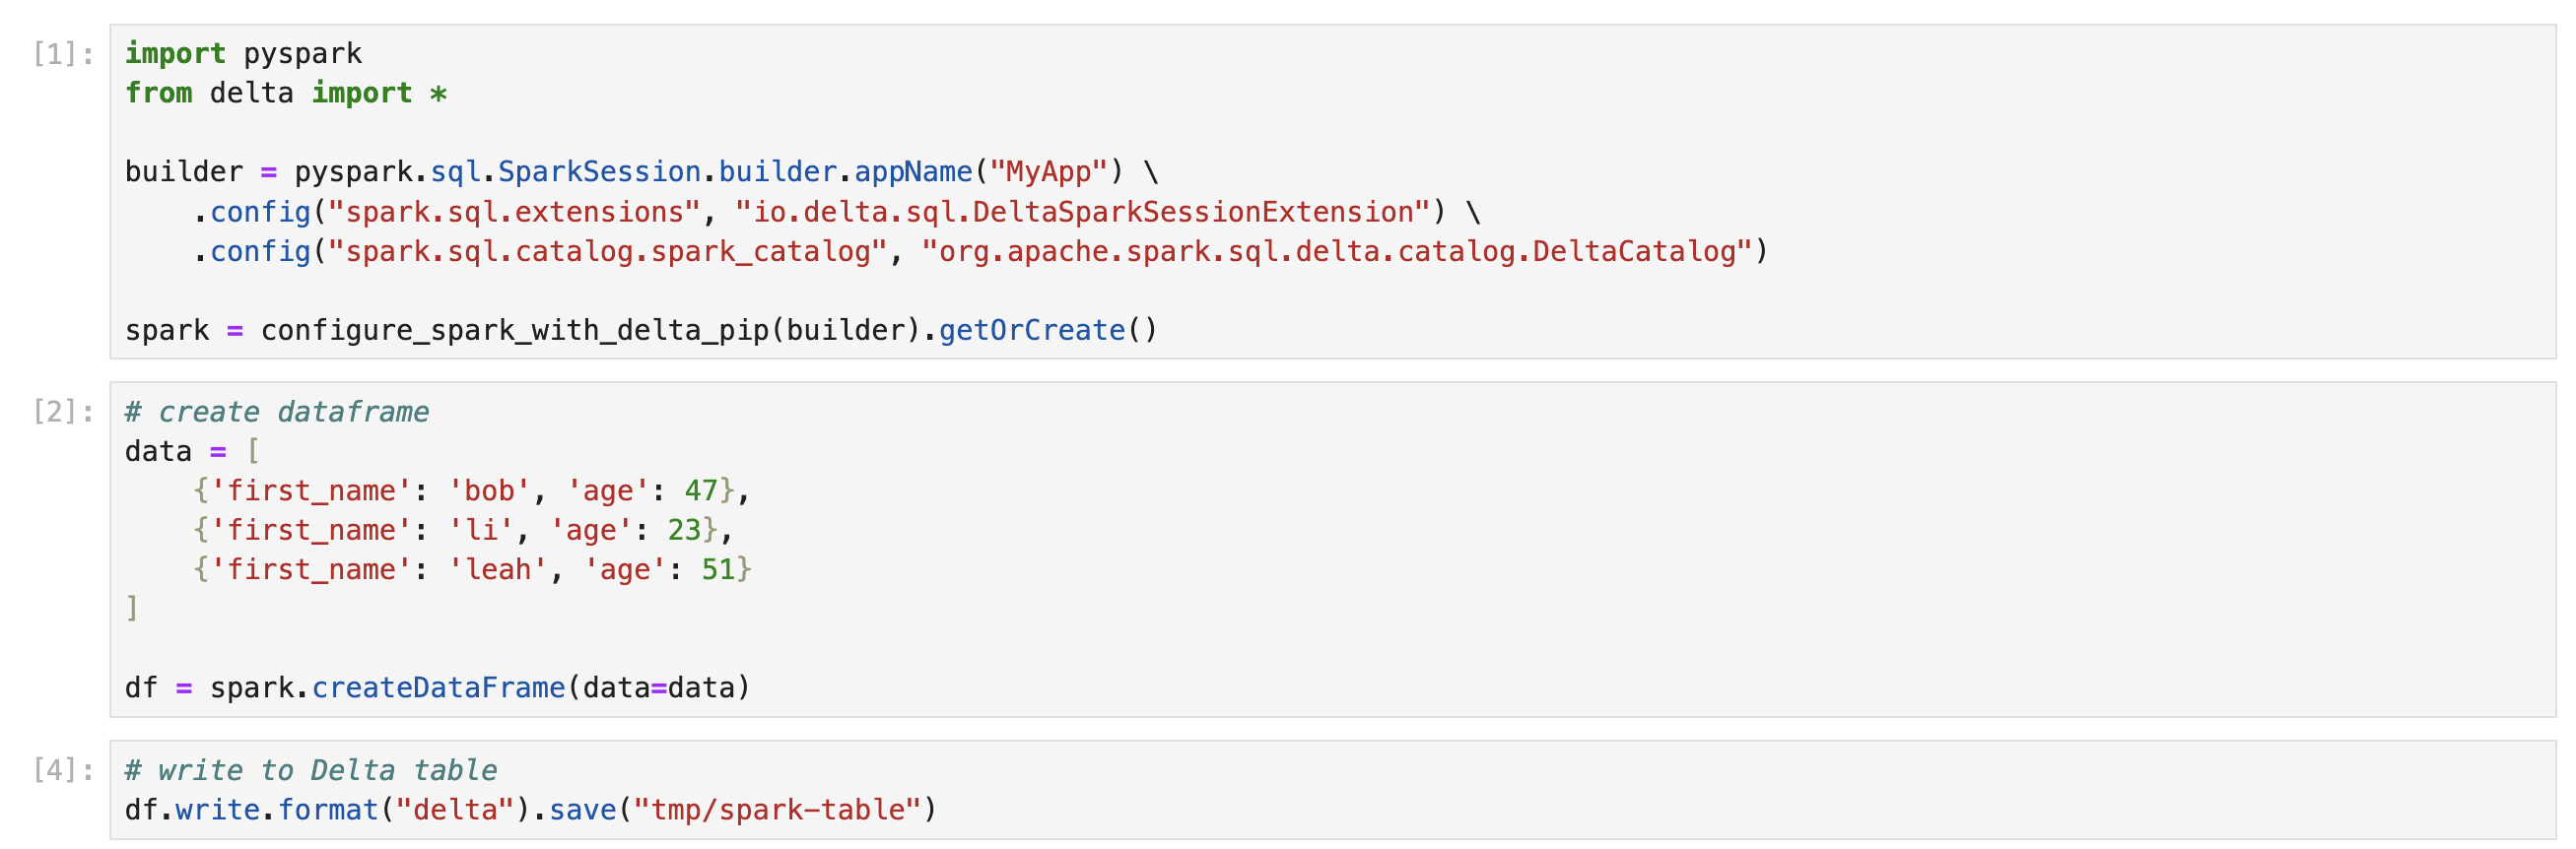 [1]: import pyspark
from delta import *
builder = pyspark.sql.SparkSession.builder.appName("MyApp") \
    .config("spark.sql.extensions", "io.delta.sql.DeltaSparkSessionExtension") \
    .config("spark.sql.catalog.spark_catalog", "org.apache.spark.sql.delta.catalog.DeltaCatalog")
spark = configure_spark_with_delta_pip(builder).getOrCreate()
[2]: # create dataframe
data = [
    {'first_name': 'bob', 'age': 47},
    {'first_name': 'li', 'age': 23},
    {'first_name': 'leah', 'age': 51}
]
df = spark.createDataFrame(data=data)
[4]: # write to Delta table
df.write.format("delta").save("tmp/spark-table")